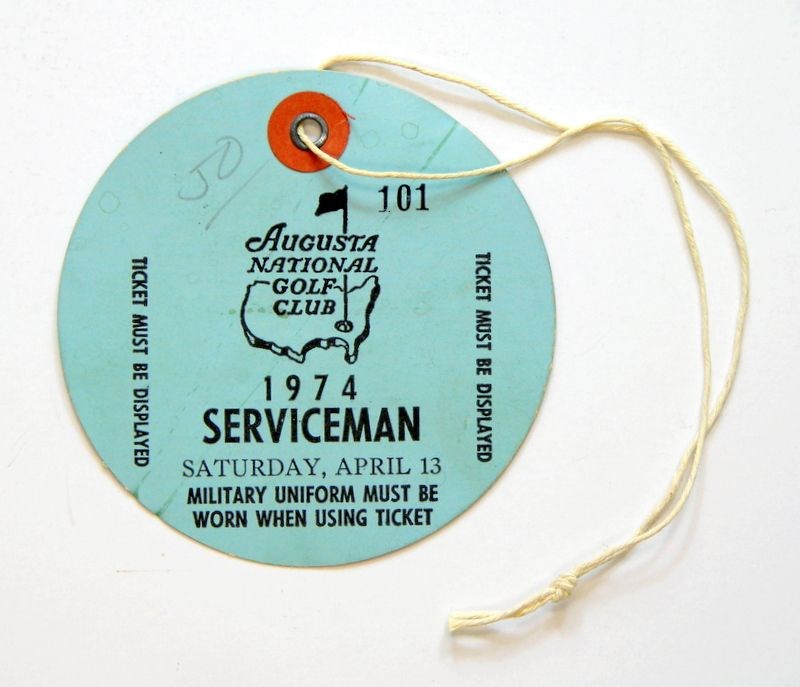 50
101
AUGUSTA
NATIONAL
GOLF
CLUB
TICKET MUST BE DISPLAYED
TICKET MUST BE DISPLAYED
1974
SERVICEMAN
SATURDAY, APRIL 13
MILITARY UNIFORM MUST BE
WORN WHEN USING TICKET